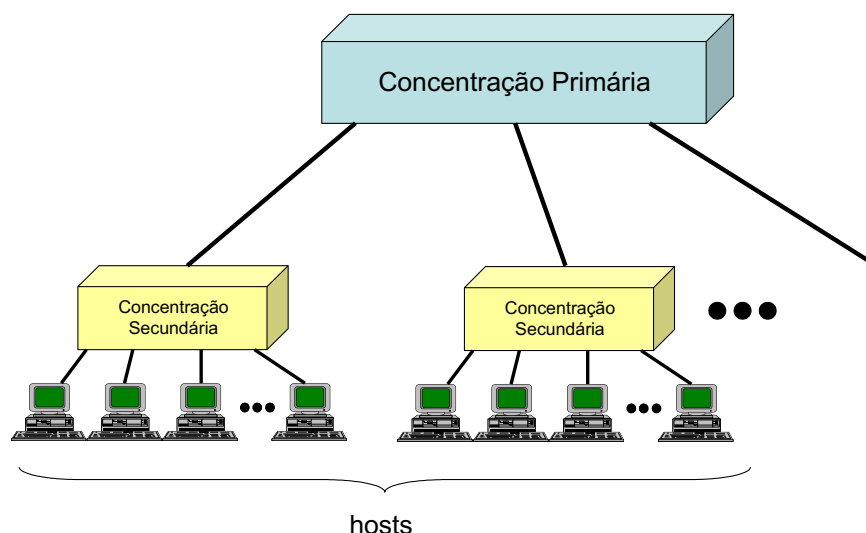 Concentração Primária
Concentração
Secundária
Concentração
Secundária
hosts